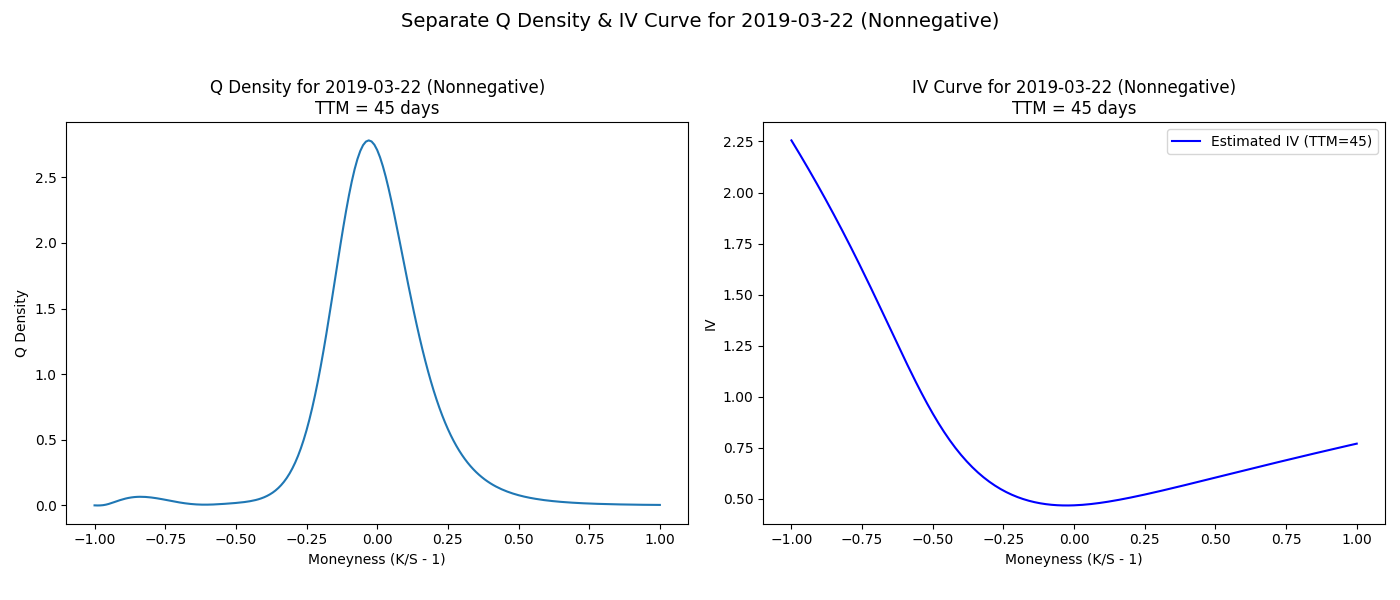 Separate Q Density & IV Curve for 2019-03-22 (Nonnegative)
Q Density for 2019-03-22 (Nonnegative)
TTM = 45 days
Q Density
2.5
2.0
1.5
1.0
0.5
0.0
−1.00 −0.75 −0.50 −0.25 0.00 0.25 0.50 0.75 1.00
Moneyness (K/S - 1)
IV Curve for 2019-03-22 (Nonnegative)
TTM = 45 days
Estimated IV (TTM=45)
IV
2.25
2.00
1.75
1.50
1.25
1.00
0.75
0.50
−1.00 −0.75 −0.50 −0.25 0.00 0.25 0.50 0.75 1.00
Moneyness (K/S - 1)